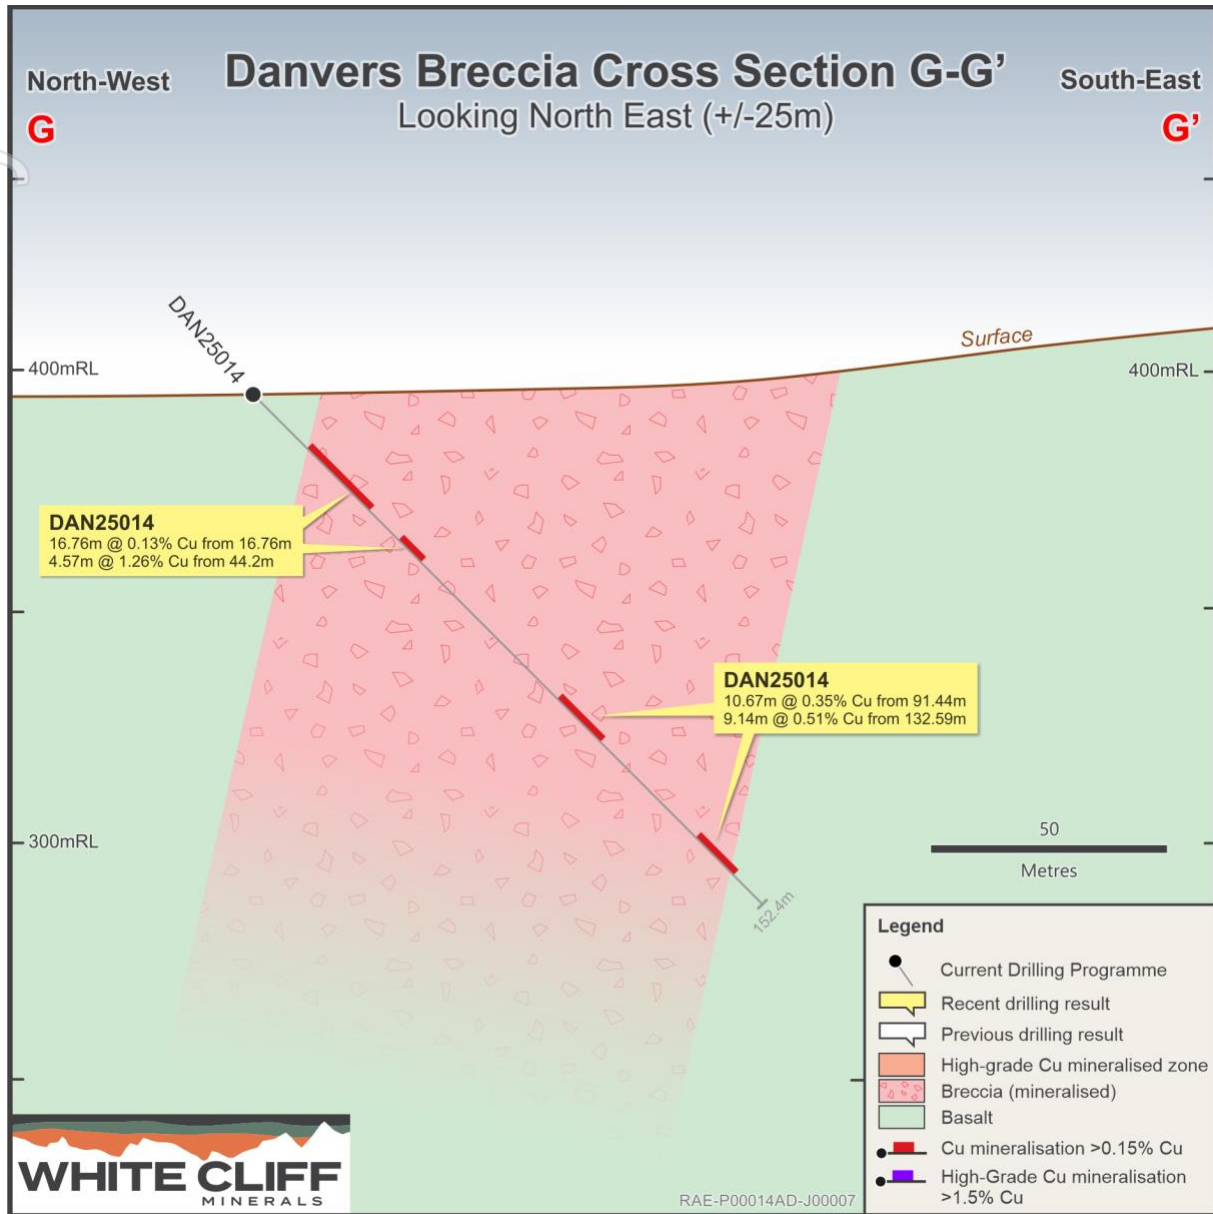 Danvers Breccia Cross Section G-G’
Looking North East (+/-25m)
North-West
G
South-East
G’
DAN25014
Surface
400mRL
400mRL
DAN25014
16.76m @ 0.13% Cu from 16.76m
4.57m @ 1.26% Cu from 44.2m
DAN25014
10.67m @ 0.35% Cu from 91.44m
9.14m @ 0.51% Cu from 132.59m
300mRL
50
Metres
152.4m
Legend
Current Drilling Programme
Recent drilling result
Previous drilling result
High-grade Cu mineralised zone
Breccia (mineralised)
Basalt
Cu mineralisation >0.15% Cu
High-Grade Cu mineralisation
>1.5% Cu
WHITE CLIFF
MINERALS
RAE-P00014AD-J00007